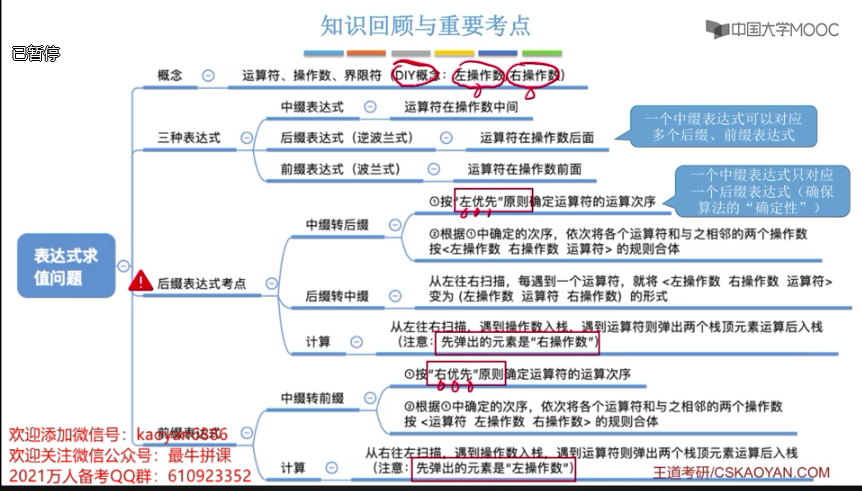 知识回顾与重要考点
中国大学MOOC
已暂停
概念
运算符、操作数、界限符（DIY概念：左操作数 右操作数）
三种表达式
中缀表达式
运算符在操作数中间
后缀表达式（逆波兰式）
运算符在操作数后面
前缀表达式（波兰式）
运算符在操作数前面
一个中缀表达式可以对应
多个后缀、前缀表达式
一个中缀表达式只对应
一个后缀表达式（确保
算法的“确定性”）
表达式求
值问题
后缀表达式考点
中缀转后缀
①按“左优先”原则确定运算符的运算次序
②根据①中确定的次序，依次将各个运算符和与之相邻的两个操作数
按<左操作数 右操作数 运算符> 的规则合体
后缀转中缀
从左往右扫描，每遇到一个运算符，就将 <左操作数 右操作数 运算符>
变为 (左操作数 运算符 右操作数）的形式
计算
从左往右扫描，遇到操作数入栈，遇到运算符则弹出两个栈顶元素运算后入栈
（注意：先弹出的元素是“右操作数”）
前缀表达式
中缀转前缀
①按“右优先”原则确定运算符的运算次序
②根据①中确定的次序，依次将各个运算符和与之相邻的两个操作数
按 <运算符 左操作数 右操作数> 的规则合体
计算
从右往左扫描，遇到操作数入栈，遇到运算符则弹出两个栈顶元素运算后入栈
（注意：先弹出的元素是“左操作数”）
欢迎添加微信号：kaoyan6886
欢迎关注微信公众号：最牛拼课
2021万人备考QQ群：610923352
王道考研/CSKAOYAN.COM